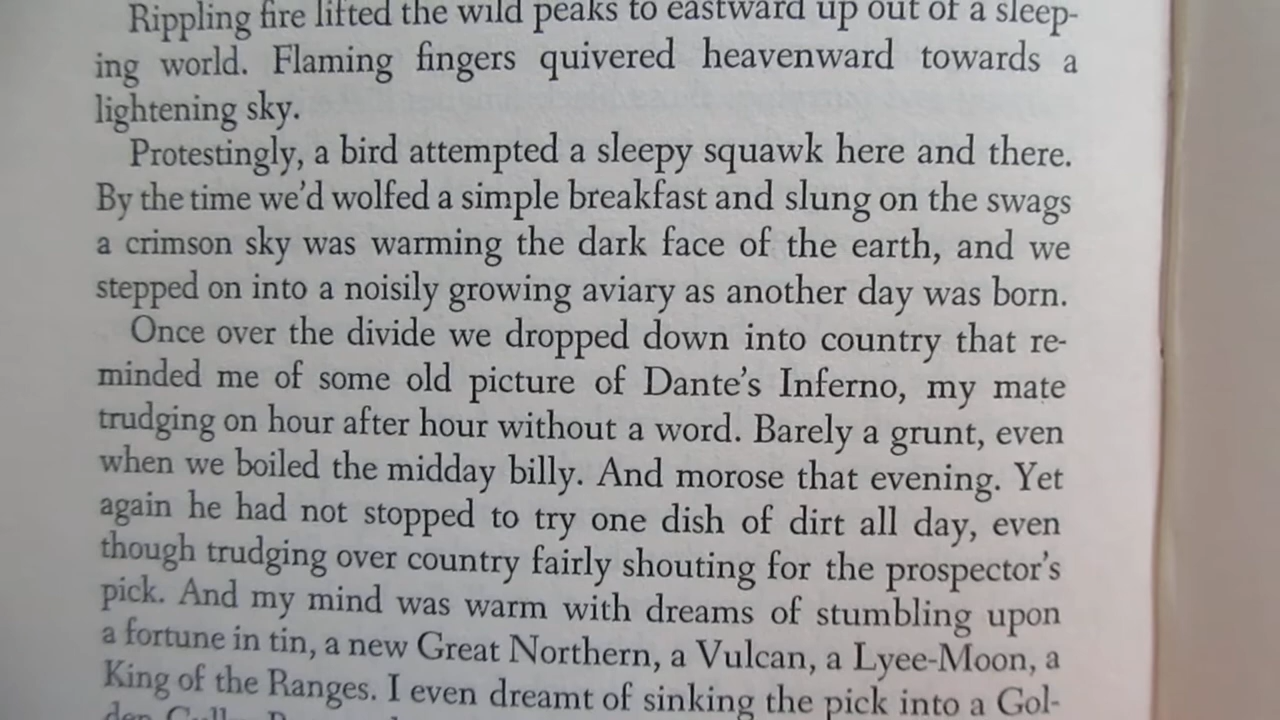 Rippling fire lifted the wild peaks to eastward up out of a sleep-
ing world. Flaming fingers quivered heavenward towards a
lightening sky.
Protestingly, a bird attempted a sleepy squawk here and there.
By the time we'd wolfed a simple breakfast and slung on the swags
a crimson sky was warming the dark face of the earth, and we
stepped on into a noisily growing aviary as another day was born.
Once over the divide we dropped down into country that re-
minded me of some old picture of Dante's Inferno, my mate
trudging on hour after hour without a word. Barely a grunt, even
when we boiled the midday billy. And morose that evening. Yet
again he had not stopped to try one dish of dirt all day, even
though trudging over country fairly shouting for the prospector's
pick. And my mind was warm with dreams of stumbling upon
a fortune in tin, a new Great Northern, a Vulcan, a Lyee-Moon, a
King of the Ranges. I even dreamt of sinking the pick into a Gol-